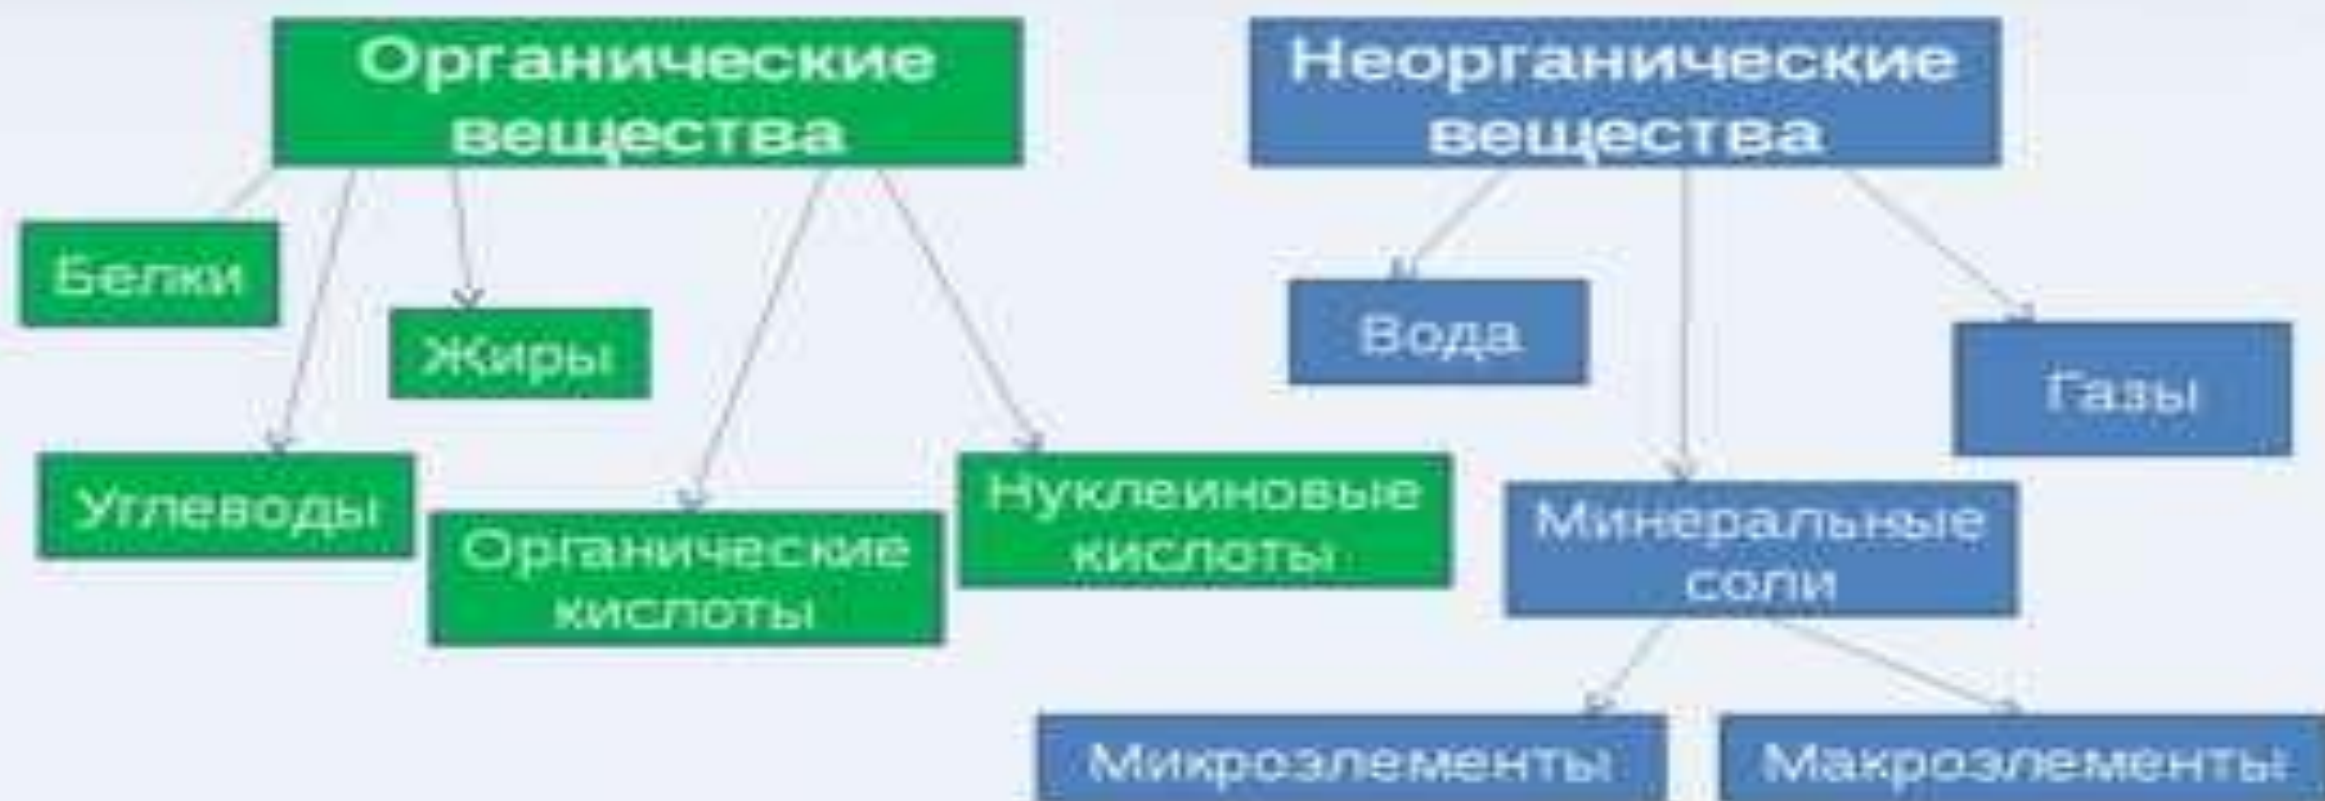 Органические
вещества
Белки
Жиры
Углеводы
Органические
кислоты
Нуклеиновые
кислоты
Неорганические
вещества
Вода
Газы
Минеральные
соли
Микроэлементы
Макроэлементы